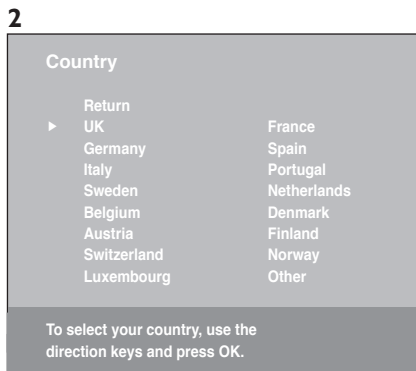 2
Country
Return
▶ UK France
Germany Spain
Italy Portugal
Sweden Netherlands
Belgium Denmark
Austria Finland
Switzerland Norway
Luxembourg Other
To select your country, use the
direction keys and press OK.